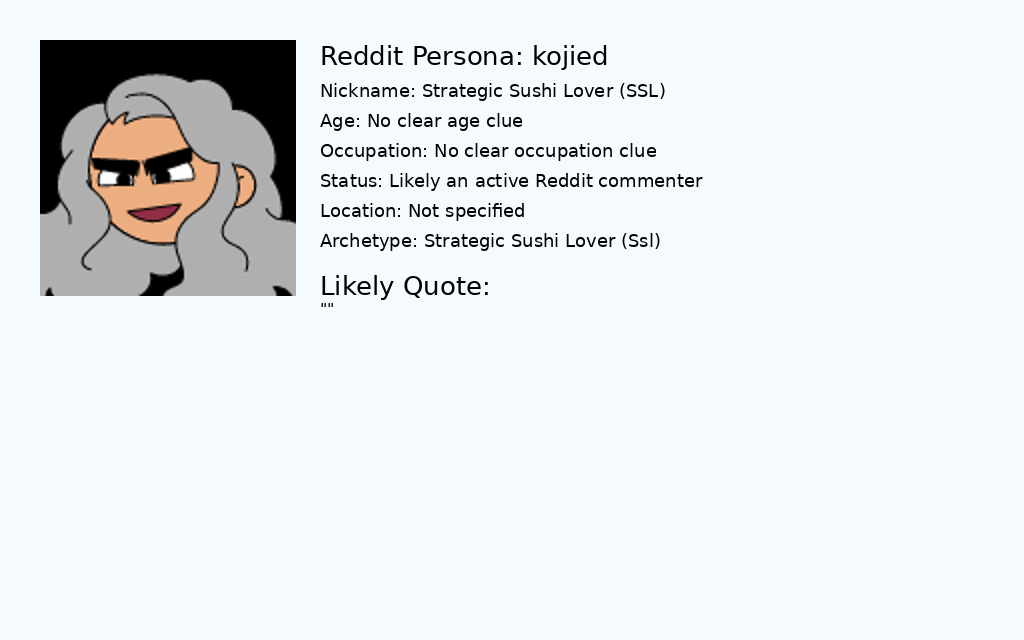 Reddit Persona: kojied
Nickname: Strategic Sushi Lover (SSL)
Age: No clear age clue
Occupation: No clear occupation clue
Status: Likely an active Reddit commenter
Location: Not specified
Archetype: Strategic Sushi Lover (Ssl)
Likely Quote:
""